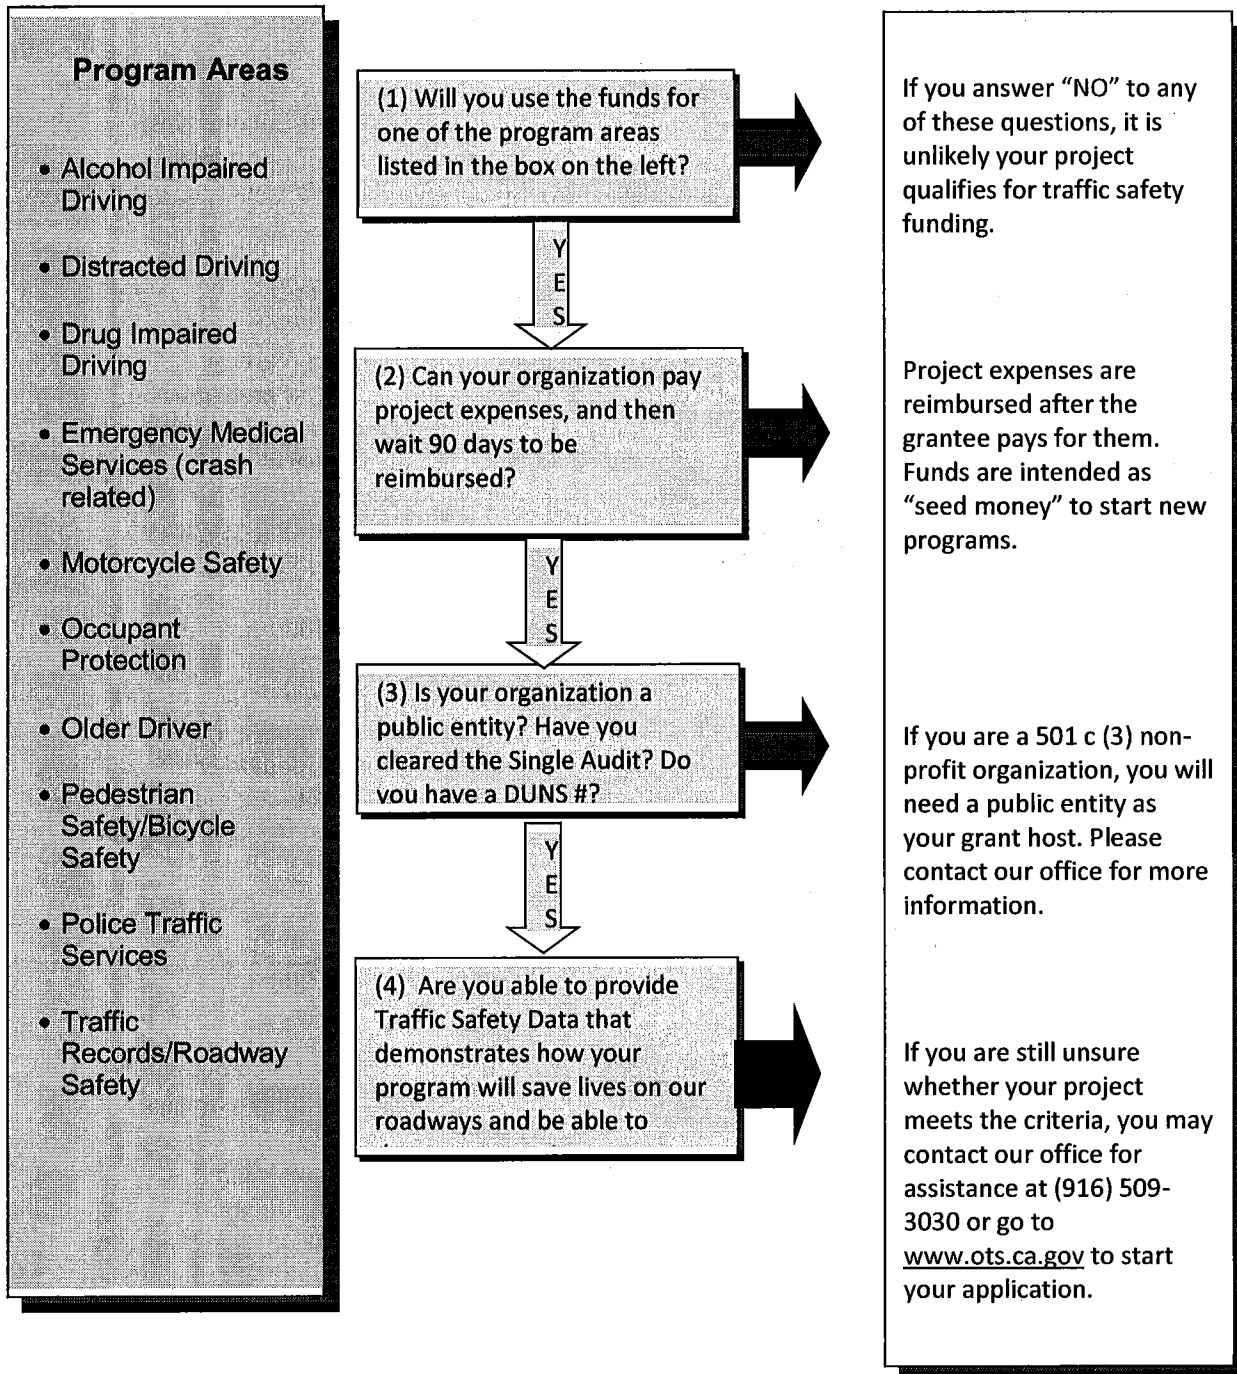 Program Areas
• Alcohol Impaired
Driving
• Distracted Driving
• Drug Impaired
Driving
• Emergency Medical
Services (crash
related)
• Motorcycle Safety
• Occupant
Protection
• Older Driver
• Pedestrian
Safety/Bicycle
Safety
• Police Traffic
Services
• Traffic
Records/Roadway
Safety
(1) Will you use the funds for
one of the program areas
listed in the box on the left?
Y
E
S
(2) Can your organization pay
project expenses, and then
wait 90 days to be
reimbursed?
Y
E
S
(3) Is your organization a
public entity? Have you
cleared the Single Audit? Do
you have a DUNS #?
Y
E
S
(4) Are you able to provide
Traffic Safety Data that
demonstrates how your
program will save lives on our
roadways and be able to
If you answer “NO” to any
of these questions, it is
unlikely your project
qualifies for traffic safety
funding.
Project expenses are
reimbursed after the
grantee pays for them.
Funds are intended as
“seed money” to start new
programs.
If you are a 501 c (3) non-
profit organization, you will
need a public entity as
your grant host. Please
contact our office for more
information.
If you are still unsure
whether your project
meets the criteria, you may
contact our office for
assistance at (916) 509-
3030 or go to
www.ots.ca.gov to start
your application.